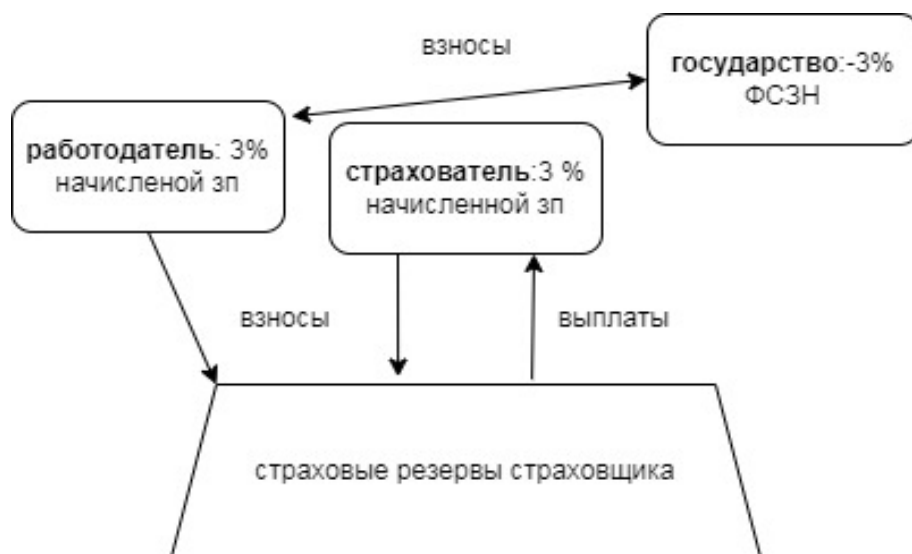 взносы
государство:-3%
ФСЗН
работодатель: 3%
начисленой зп
страхователь:3 %
начисленной зп
взносы
выплаты
страховые резервы страховщика